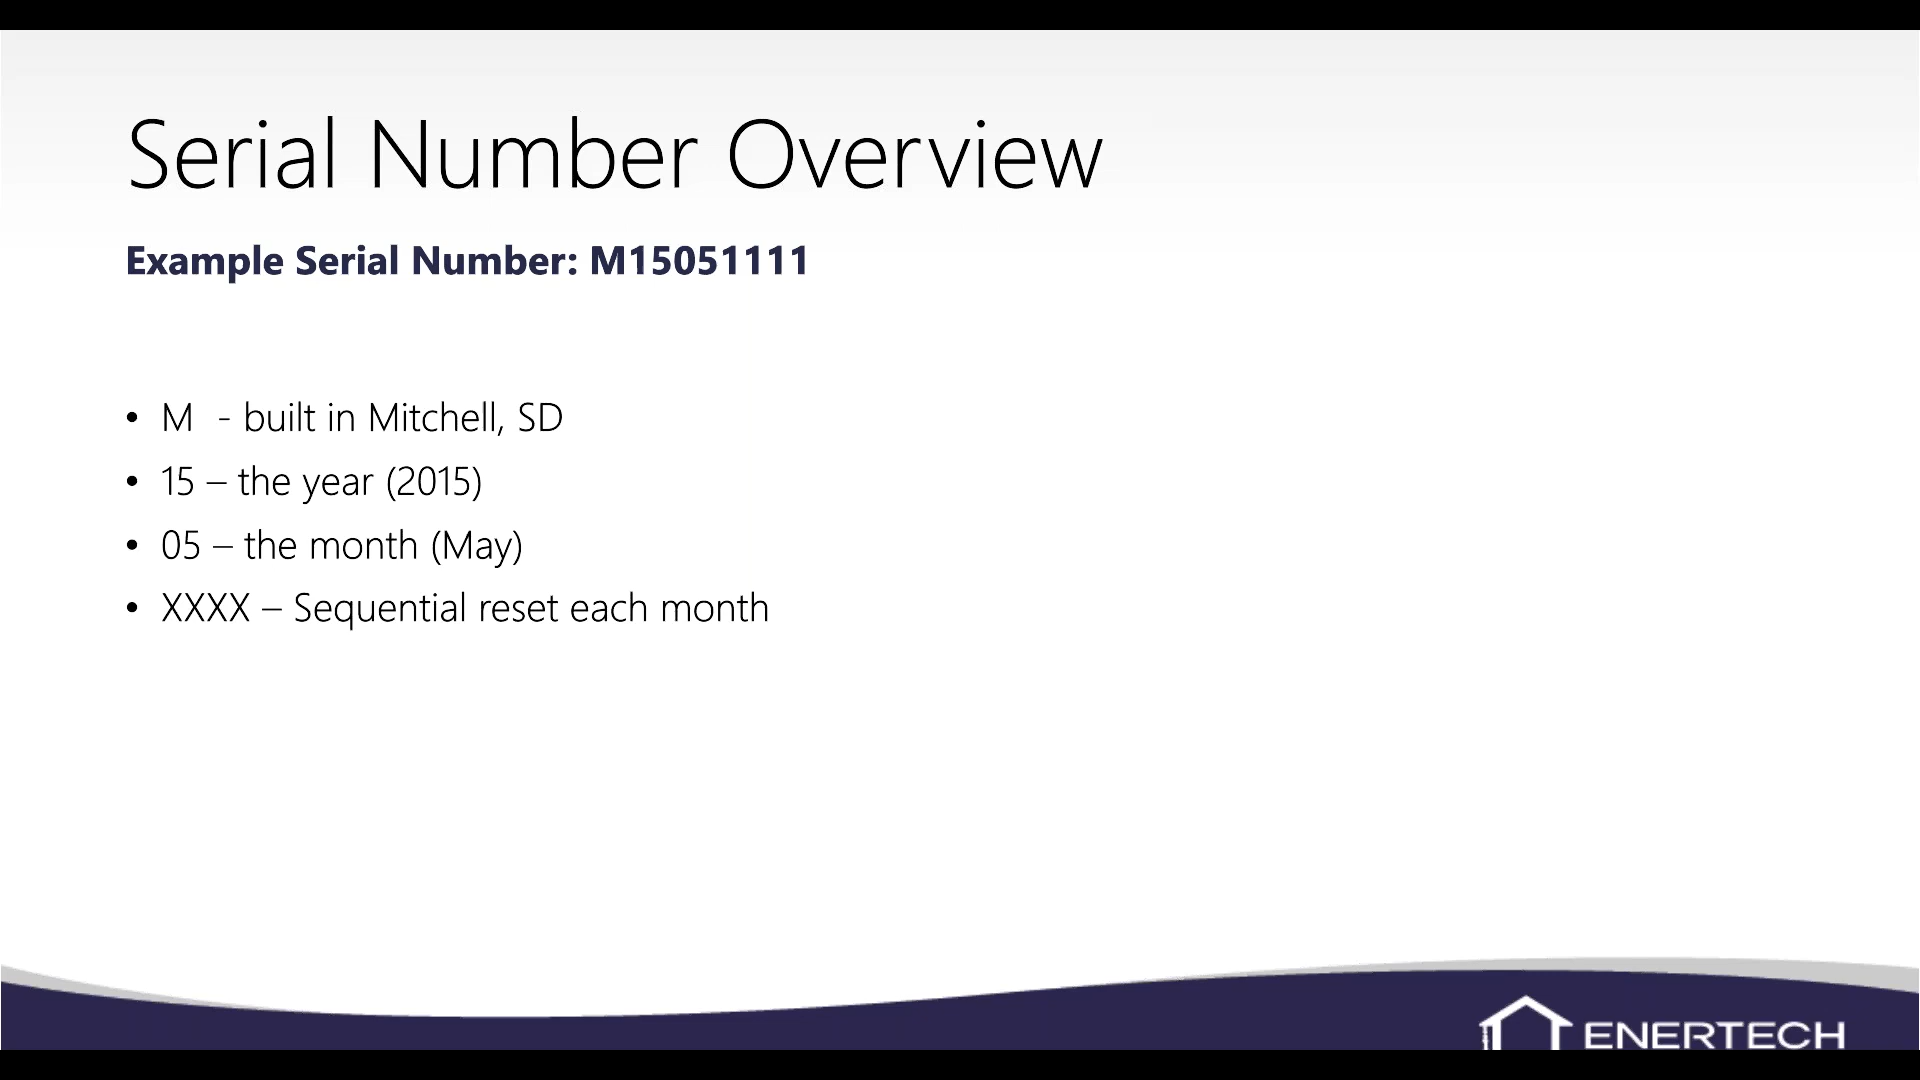 Serial Number Overview
Example Serial Number: M15051111
• M  - built in Mitchell, SD
• 15 – the year (2015)
• 05 – the month (May)
• XXXX – Sequential reset each month
ENERTECH